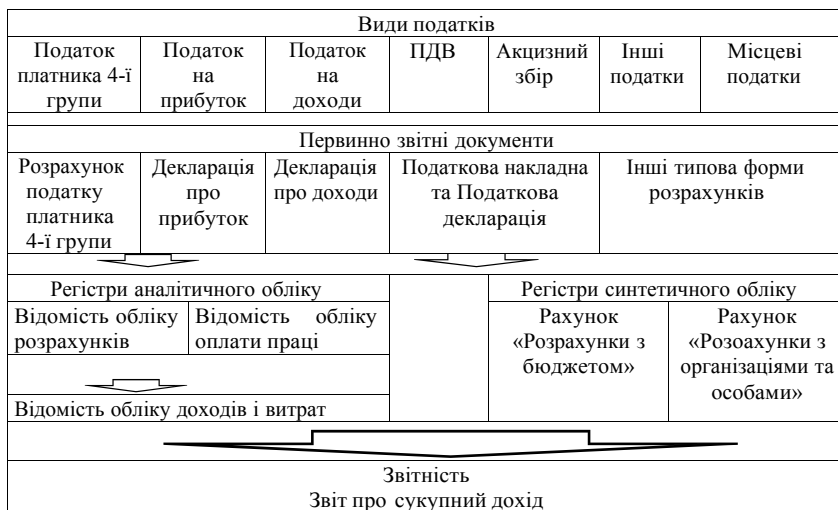 Види податків
Податок
платника 4-ї
групи
Податок
на
прибуток
Податок
на
доходи
ПДВ
Акцизний
збір
Інші
податки
Місцеві
податки
Первинно звітні документи
Розрахунок
податку
платника
4-ї групи
Декларація
про
прибуток
Декларація
про доходи
Податкова накладна
та Податкова
декларація
Інші типова форми
розрахунків
Регістри аналітичного обліку
Регістри синтетичного обліку
Відомість обліку
розрахунків
Відомість обліку
оплати праці
Рахунок
«Розрахунки з
бюджетом»
Рахунок
«Розоахунки з
організаціями та
особами»
Відомість обліку доходів і витрат
Звітність
Звіт про сукупний дохід